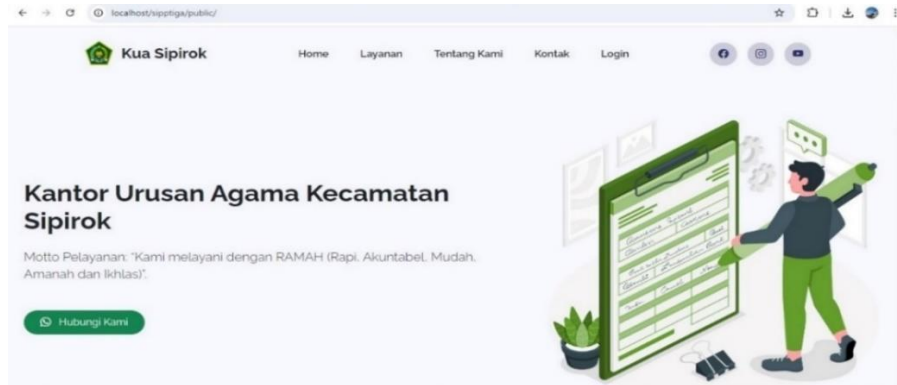 localhost/sipptiga/public/
Kua Sipirok
Home Layanan Tentang Kami Kontak Login
Kantor Urusan Agama Kecamatan
Sipirok
Motto Pelayanan: "Kami melayani dengan RAMAH (Rapi. Akuntabel. Mudah.
Amanah dan Ikhlas)".
Hubungi Kami